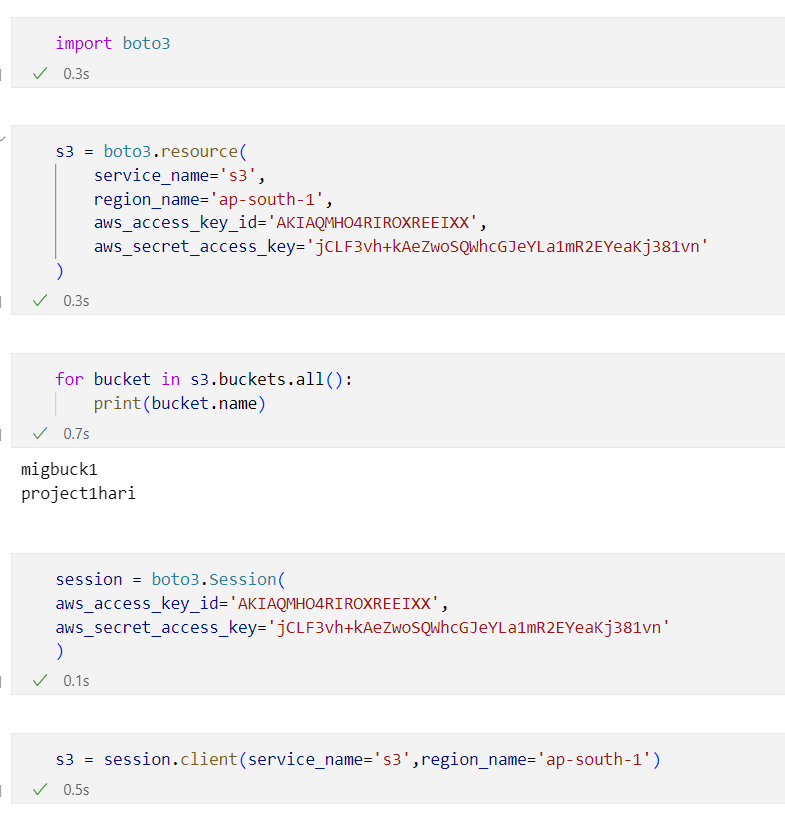 import boto3
0.3s
s3 = boto3.resource(
service_name='s3',
region_name='ap-south-1',
aws_access_key_id='AKIAQMHO4RIROXREEIXX',
aws_secret_access_key='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'
)
0.3s
for bucket in s3.buckets.all():
print(bucket.name)
0.7s
migbuck1
project1hari
session = boto3.Session(
aws_access_key_id='AKIAQMHO4RIROXREEIXX',
aws_secret_access_key='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'
)
0.1s
s3 = session.client(service_name='s3',region_name='ap-south-1')
0.5s